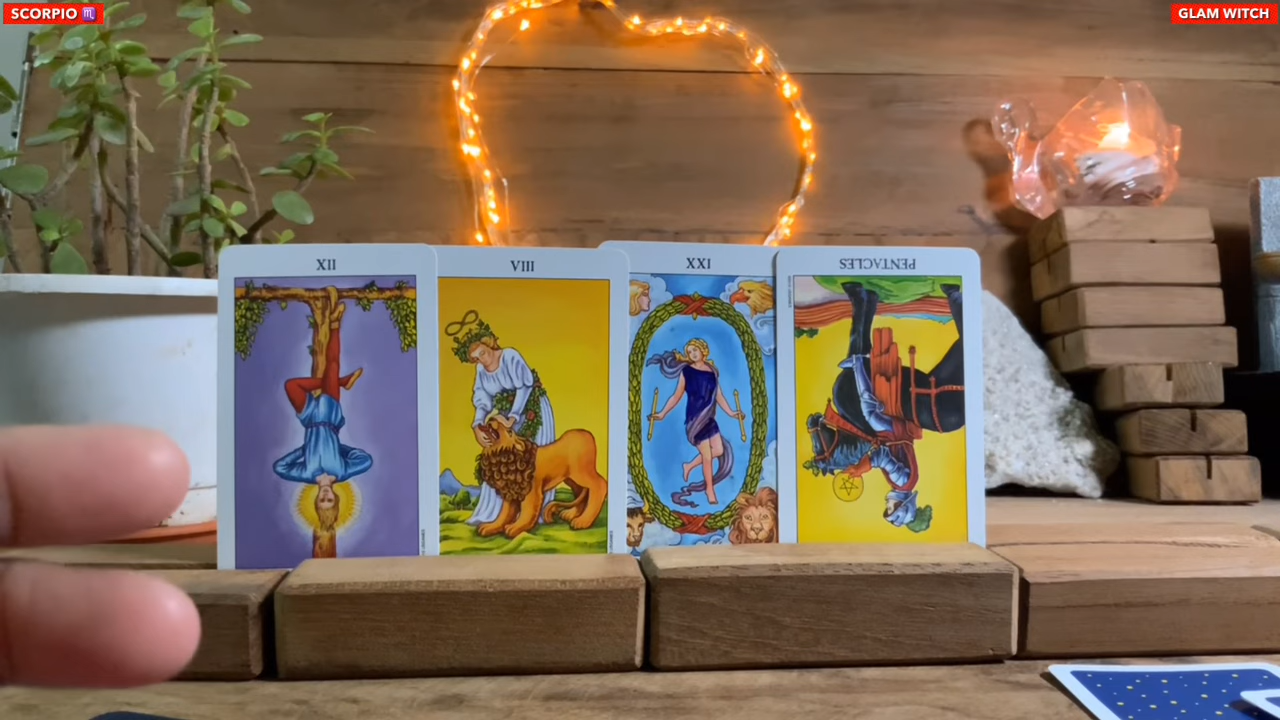 SCORPIO ♏
GLAM WITCH
XII
VIII
XXI
PENTACLES